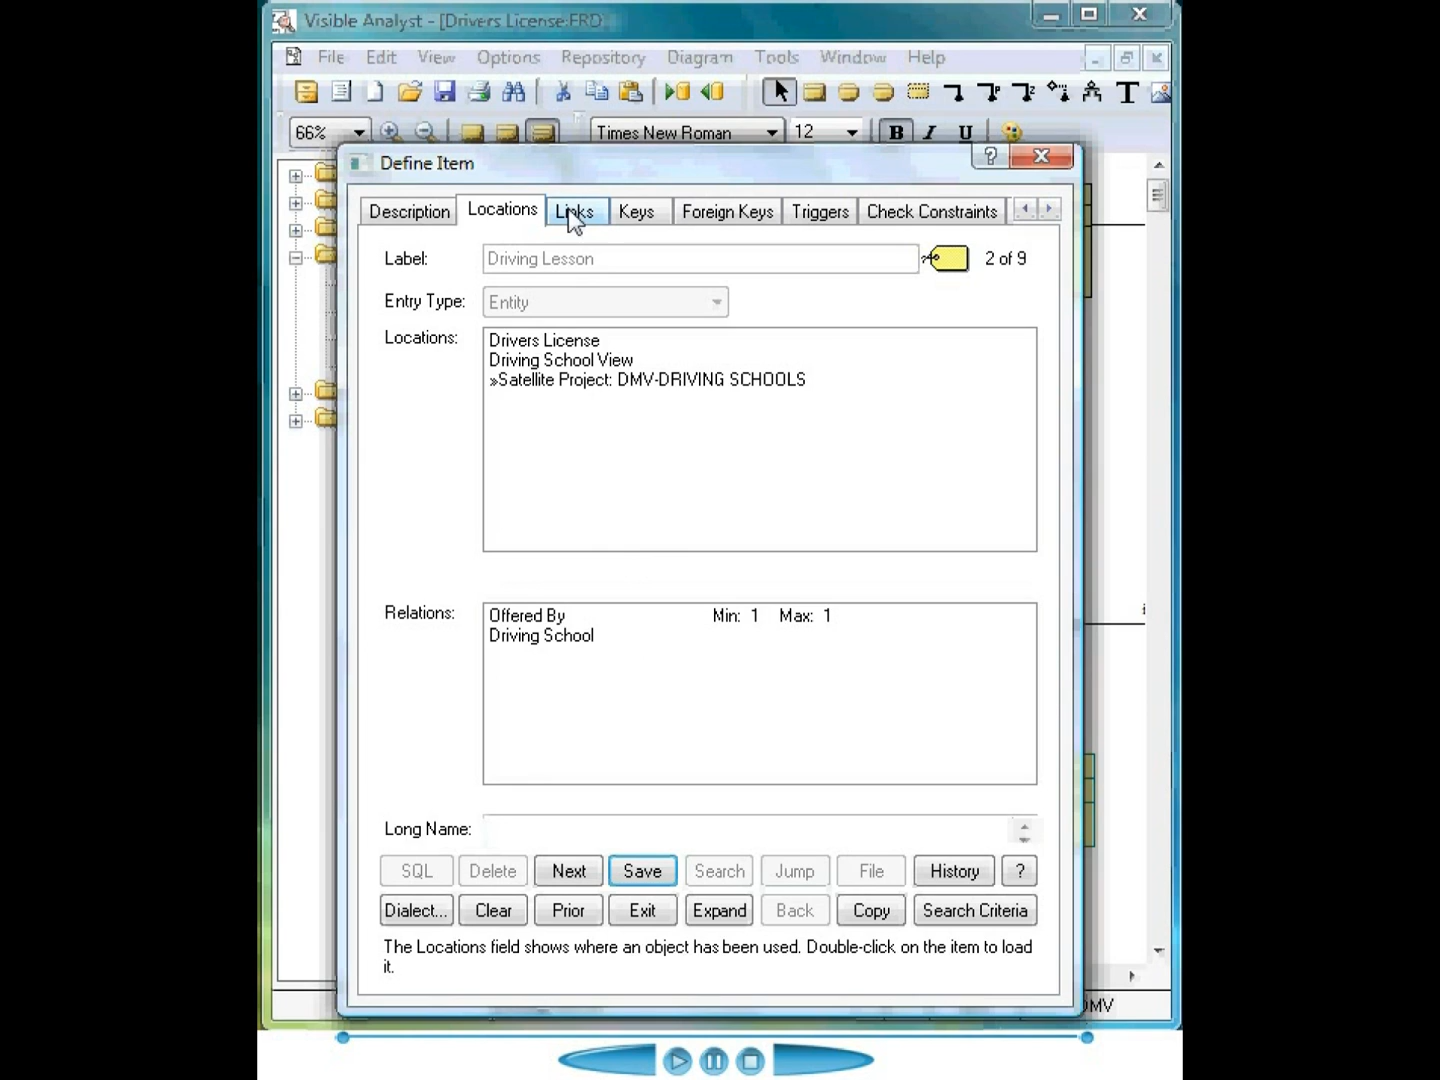 Visible Analyst - [Drivers License:FRD]
File Edit View Options Repository Diagram Tools Window Help
66% Times New Roman 12 B I U
Define Item
Description Locations Links Keys Foreign Keys Triggers Check Constraints
Label: Driving Lesson 2 of 9
Entry Type: Entity
Locations: Drivers License
Driving School View
»Satellite Project: DMV-DRIVING SCHOOLS
Relations: Offered By Min: 1 Max: 1
Driving School
Long Name:
SQL Delete Next Save Search Jump File History ?
Dialect... Clear Prior Exit Expand Back Copy Search Criteria
The Locations field shows where an object has been used. Double-click on the item to load
it.